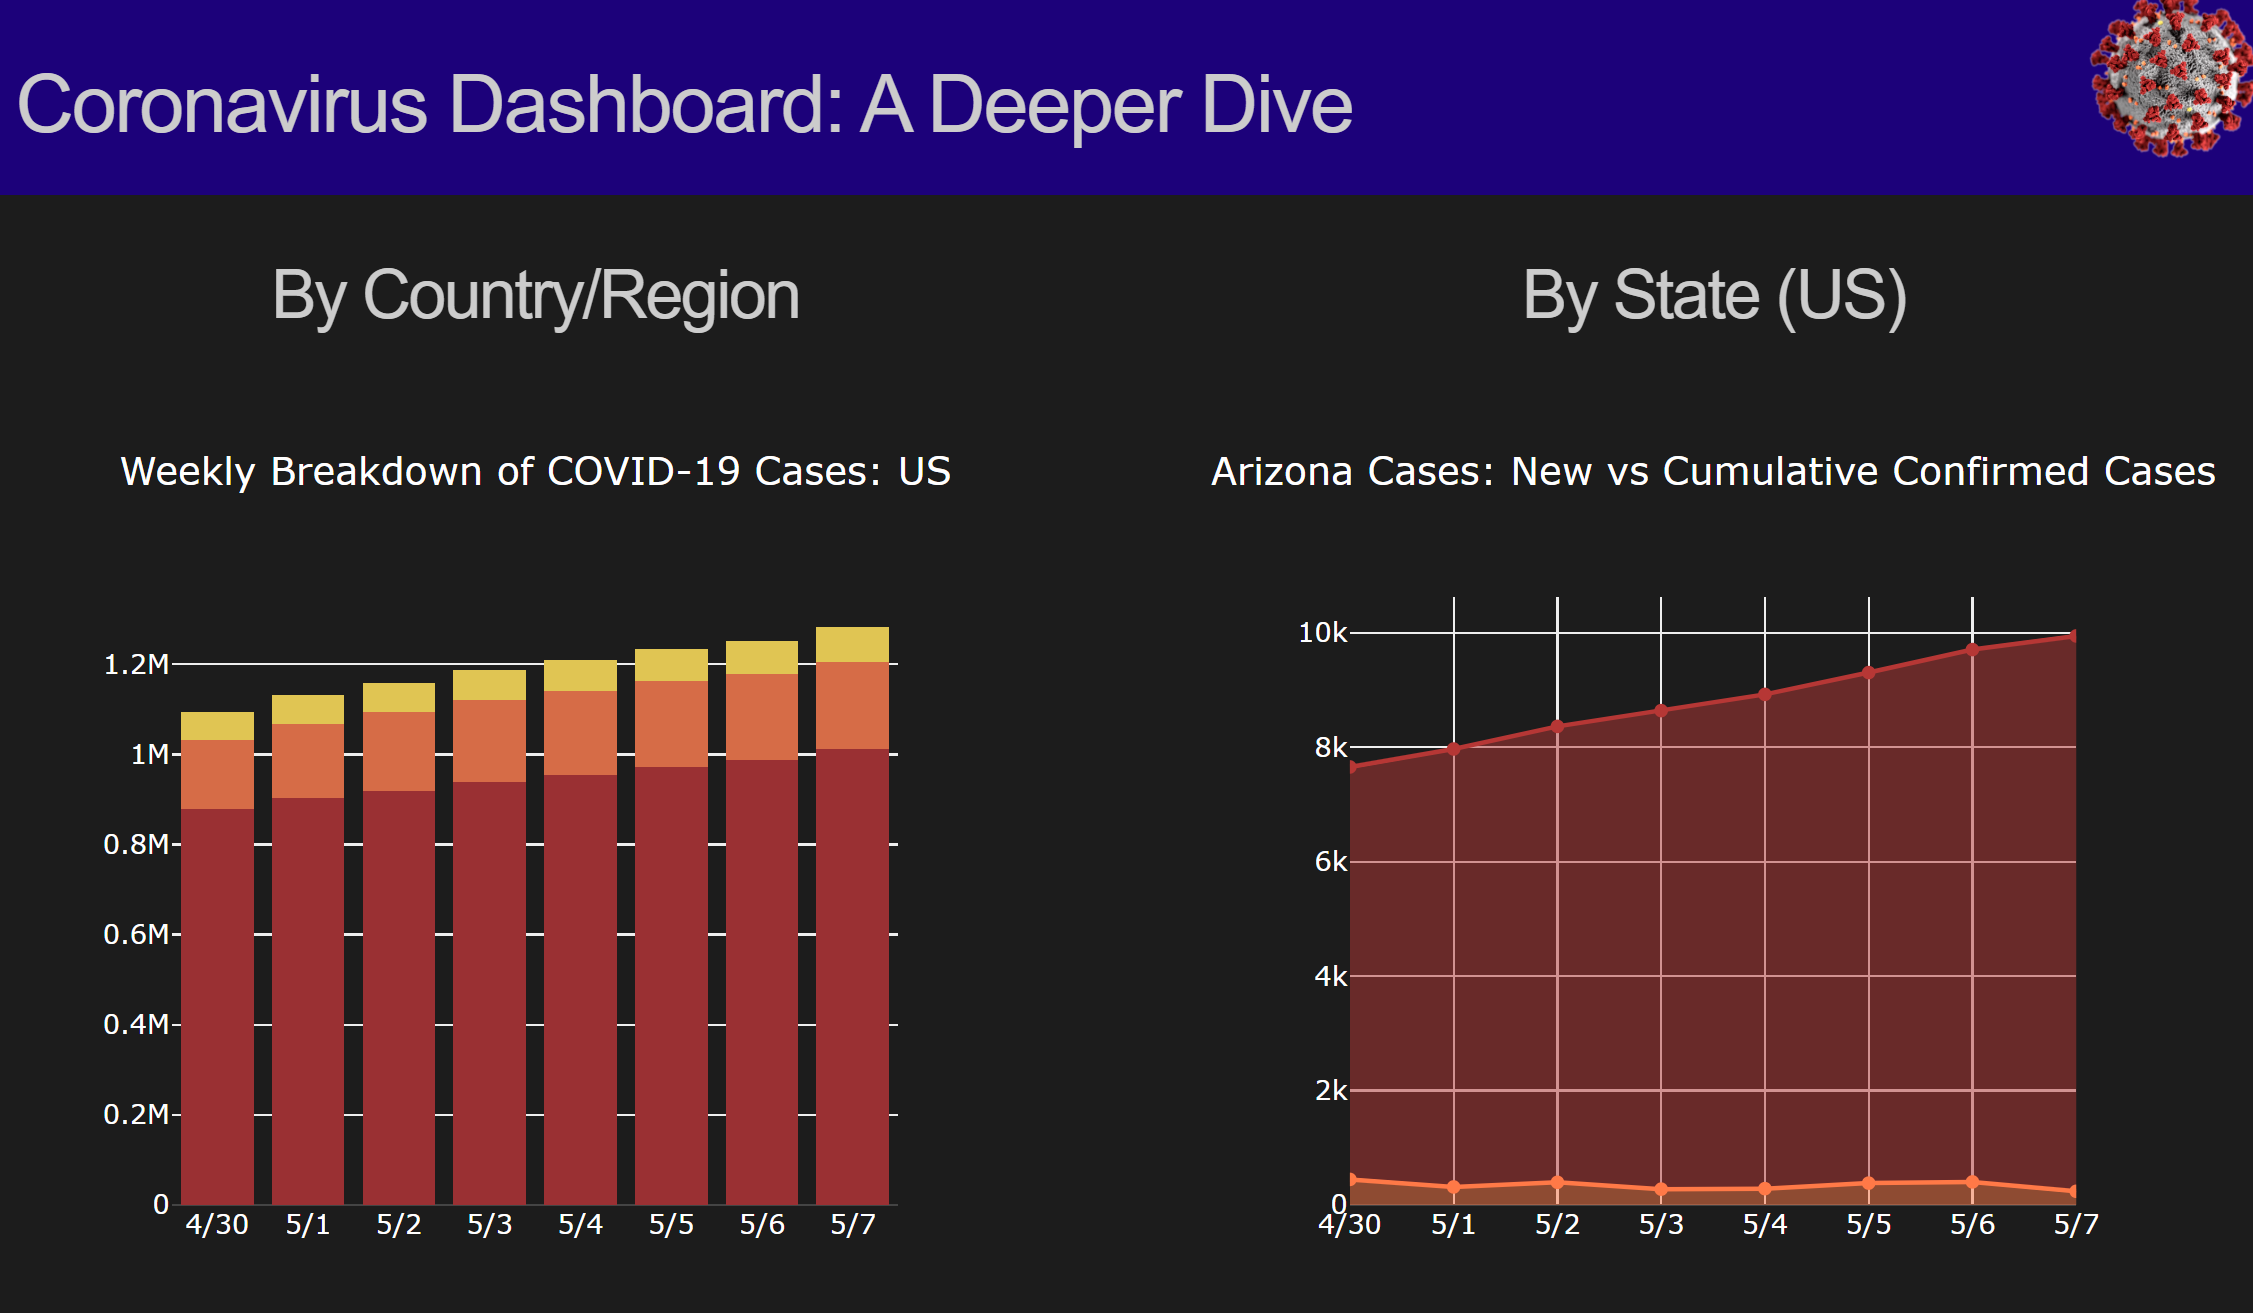 Coronavirus Dashboard: A Deeper Dive
By Country/Region
By State (US)
Weekly Breakdown of COVID-19 Cases: US
1.2M
1M
0.8M
0.6M
0.4M
0.2M
0
4/30 5/1 5/2 5/3 5/4 5/5 5/6 5/7
Arizona Cases: New vs Cumulative Confirmed Cases
10k
8k
6k
4k
2k
0
4/30 5/1 5/2 5/3 5/4 5/5 5/6 5/7